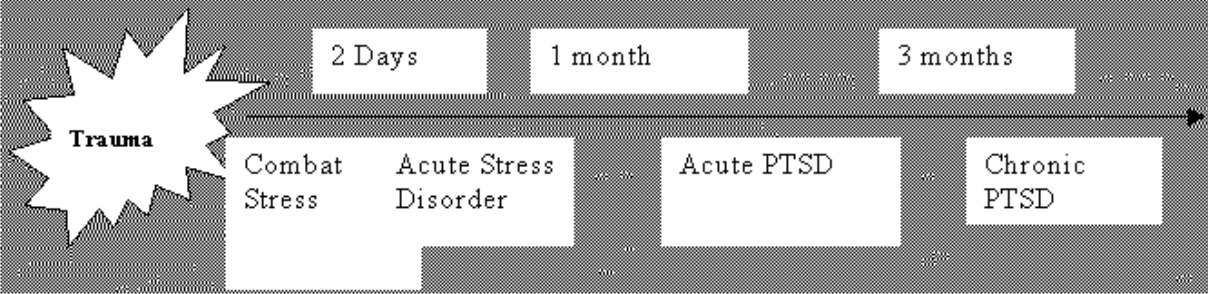 2 Days
1 month
3 months
Trauma
Combat
Stress
Acute Stress
Disorder
Acute PTSD
Chronic
PTSD